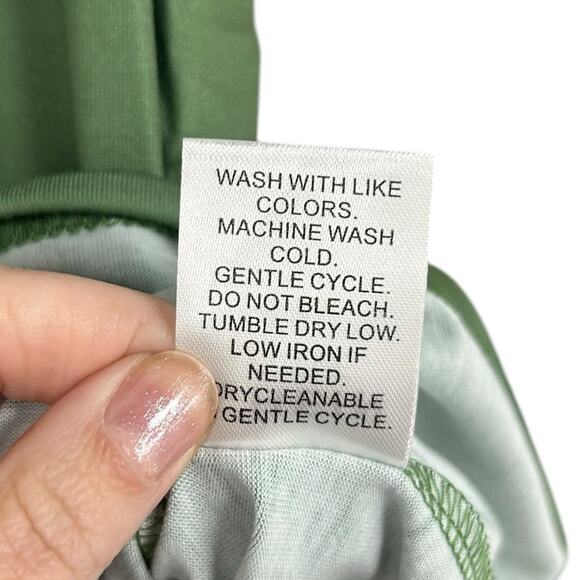 WASH WITH LIKE
COLORS.
MACHINE WASH
COLD.
GENTLE CYCLE.
DO NOT BLEACH.
TUMBLE DRY LOW.
LOW IRON IF
NEEDED.
DRYCLEANABLE
GENTLE CYCLE.